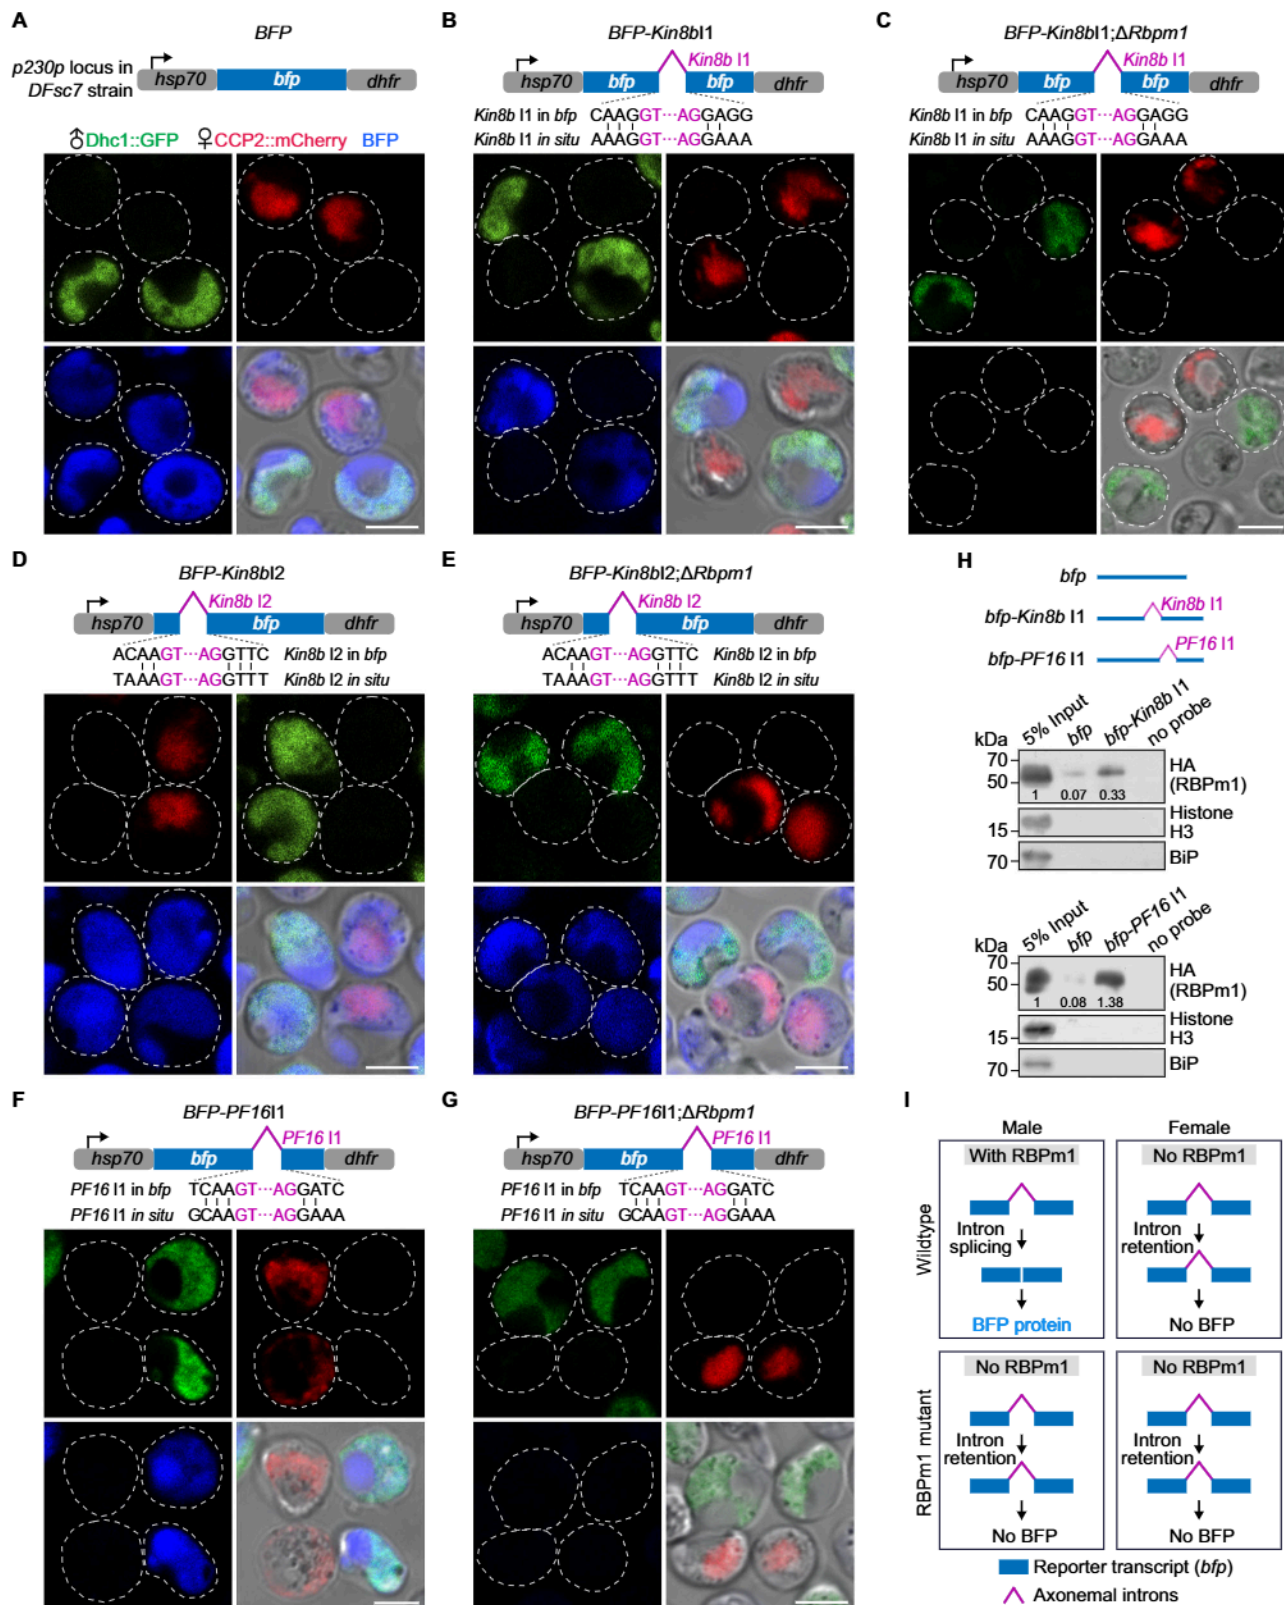 A
BFP
p230p locus in
DFsc7 strain
hsp70 bfp dhfr
♂Dhc1::GFP ♀CCP2::mCherry BFP
B
BFP-Kin8bI1
Kin8b I1
hsp70 bfp bfp dhfr
Kin8b I1 in bfp CAAGGT···AGGAGG
Kin8b I1 in situ AAAGGT···AGGAAA
C
BFP-Kin8bI1;ΔRbpm1
Kin8b I1
hsp70 bfp bfp dhfr
Kin8b I1 in bfp CAAGGT···AGGAGG
Kin8b I1 in situ AAAGGT···AGGAAA
D
BFP-Kin8bI2
Kin8b I2
hsp70 bfp dhfr
ACAAGT···AGGTTC Kin8b I2 in bfp
TAAAGT···AGGTTT Kin8b I2 in situ
E
BFP-Kin8bI2;ΔRbpm1
Kin8b I2
hsp70 bfp dhfr
ACAAGT···AGGTTC Kin8b I2 in bfp
TAAAGT···AGGTTT Kin8b I2 in situ
F
BFP-PF16I1
PF16 I1
hsp70 bfp dhfr
PF16 I1 in bfp TCAAGT···AGGATC
PF16 I1 in situ GCAAGT···AGGAAA
G
BFP-PF16I1;ΔRbpm1
PF16 I1
hsp70 bfp dhfr
PF16 I1 in bfp TCAAGT···AGGATC
PF16 I1 in situ GCAAGT···AGGAAA
H
bfp
bfp-Kin8b I1 Kin8b I1
bfp-PF16 I1 PF16 I1
kDa 5% Input bfp bfp-Kin8b I1 no probe
70
50
HA
(RBPm1)
1 0.07 0.33
15
Histone
H3
70 BiP
kDa 5% Input bfp bfp-PF16 I1 no probe
70
50
HA
(RBPm1)
1 0.08 1.38
15
Histone
H3
70 BiP
I
Male Female
Wildtype
With RBPm1
Intron
splicing
BFP protein
No RBPm1
Intron
retention
No BFP
RBPm1 mutant
No RBPm1
Intron
retention
No BFP
No RBPm1
Intron
retention
No BFP
Reporter transcript (bfp)
Axonemal introns